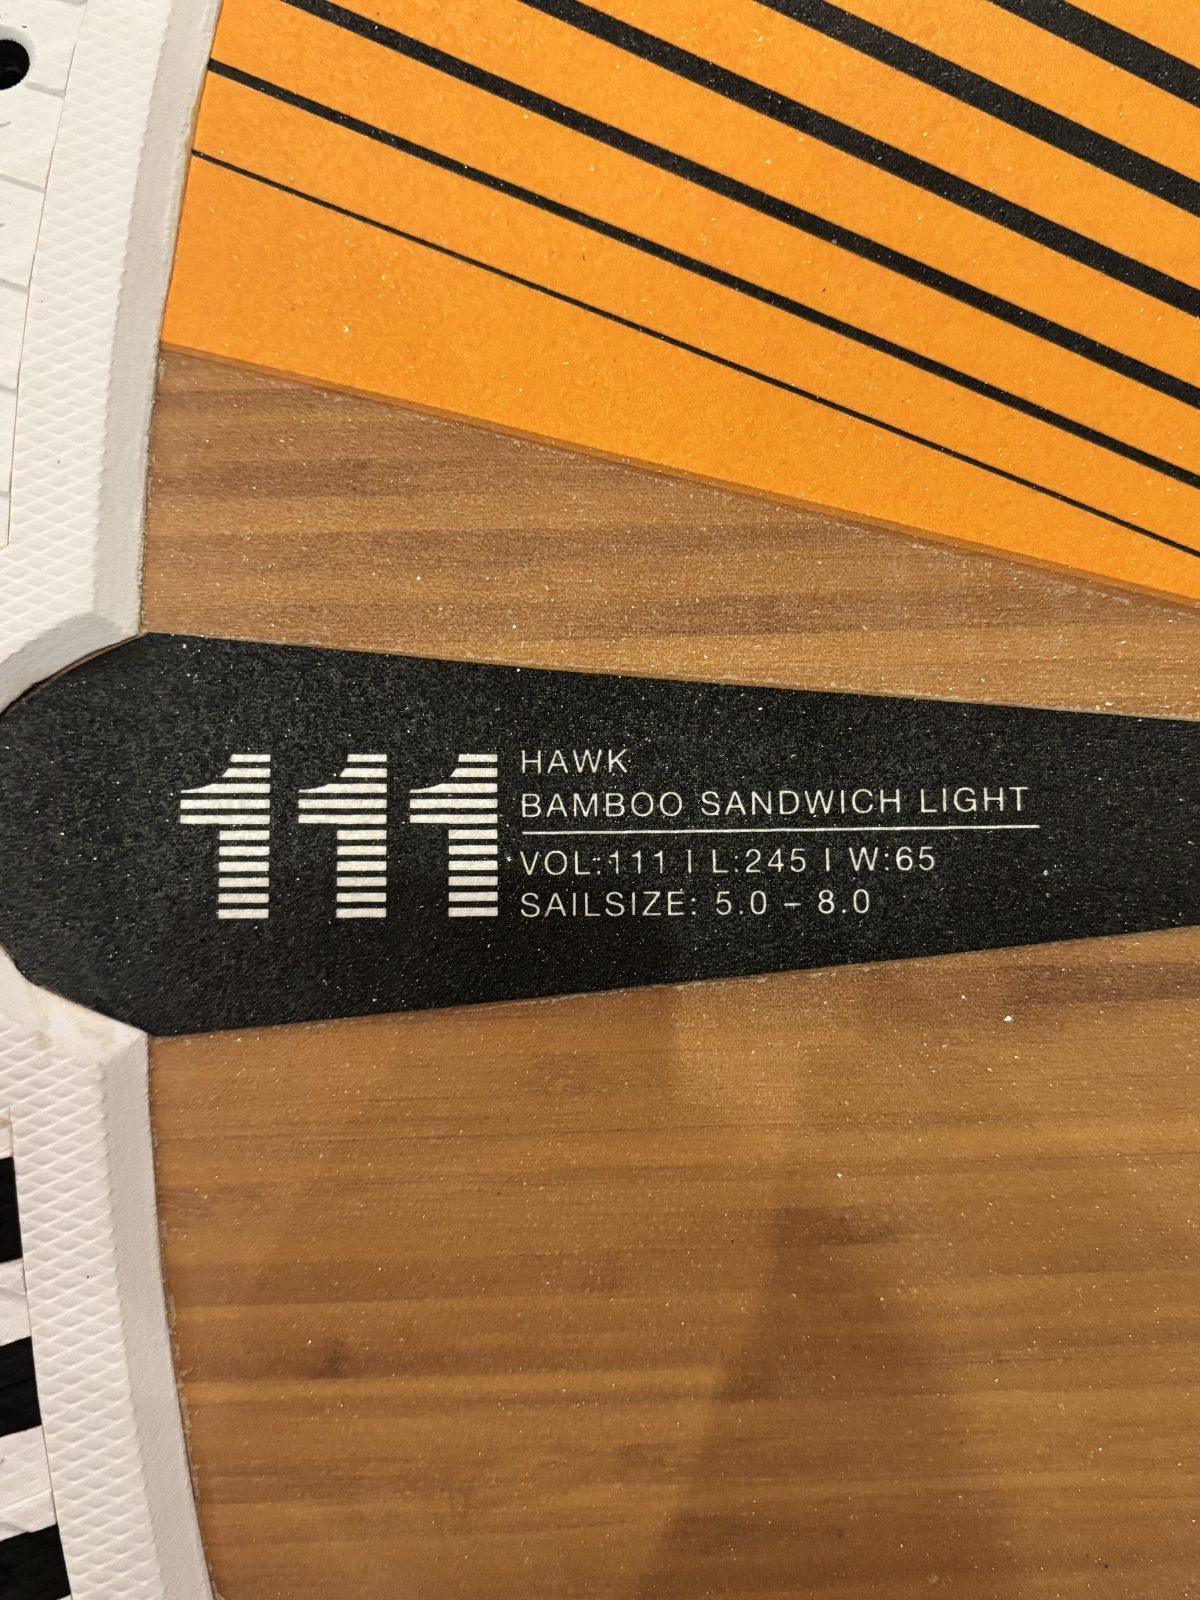 111
HAWK
BAMBOO SANDWICH LIGHT
VOL:111 | L:245 | W:65
SAILSIZE: 5.0 – 8.0